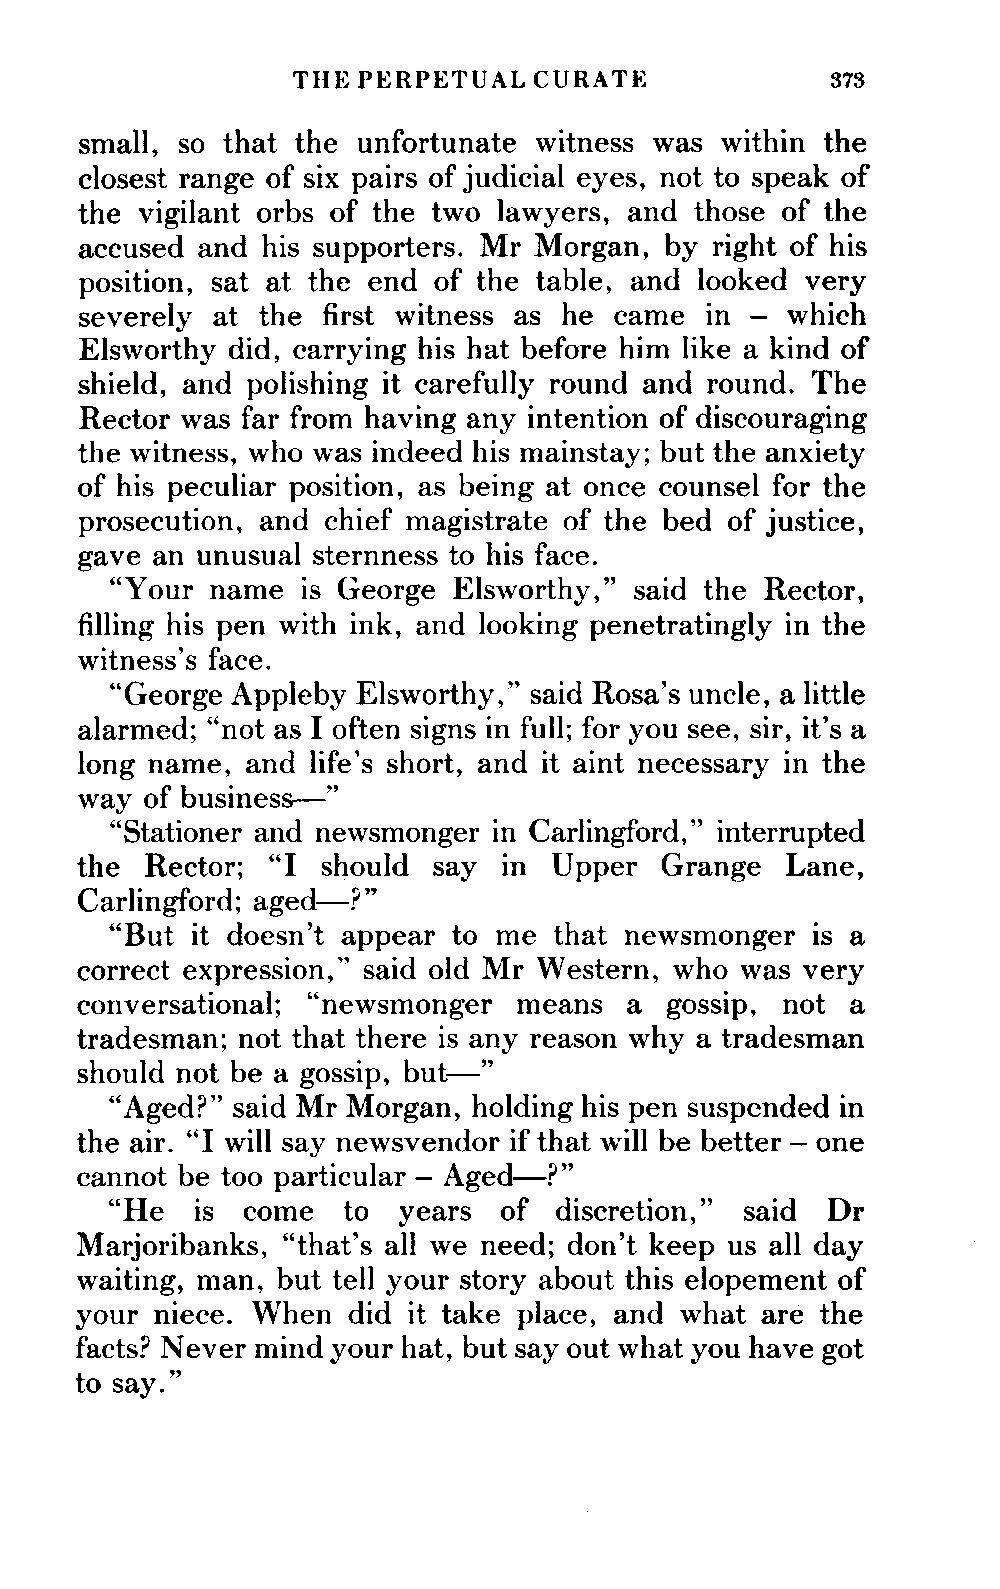 THE PERPETUAL CURATE 373
small, so that the unfortunate witness was within the
closest range of six pairs of judicial eyes, not to speak of
the vigilant orbs of the two lawyers, and those of the
accused and his supporters. Mr Morgan, by right of his
position, sat at the end of the table, and looked very
severely at the first witness as he came in – which
Elsworthy did, carrying his hat before him like a kind of
shield, and polishing it carefully round and round. The
Rector was far from having any intention of discouraging
the witness, who was indeed his mainstay; but the anxiety
of his peculiar position, as being at once counsel for the
prosecution, and chief magistrate of the bed of justice,
gave an unusual sternness to his face.
“Your name is George Elsworthy,” said the Rector,
filling his pen with ink, and looking penetratingly in the
witness’s face.
“George Appleby Elsworthy,” said Rosa’s uncle, a little
alarmed; “not as I often signs in full; for you see, sir, it’s a
long name, and life’s short, and it aint necessary in the
way of business—”
“Stationer and newsmonger in Carlingford,” interrupted
the Rector; “I should say in Upper Grange Lane,
Carlingford; aged—?”
“But it doesn’t appear to me that newsmonger is a
correct expression,” said old Mr Western, who was very
conversational; “newsmonger means a gossip, not a
tradesman; not that there is any reason why a tradesman
should not be a gossip, but—”
“Aged?” said Mr Morgan, holding his pen suspended in
the air. “I will say newsvendor if that will be better – one
cannot be too particular – Aged—?”
“He is come to years of discretion,” said Dr
Marjoribanks, “that’s all we need; don’t keep us all day
waiting, man, but tell your story about this elopement of
your niece. When did it take place, and what are the
facts? Never mind your hat, but say out what you have got
to say.”